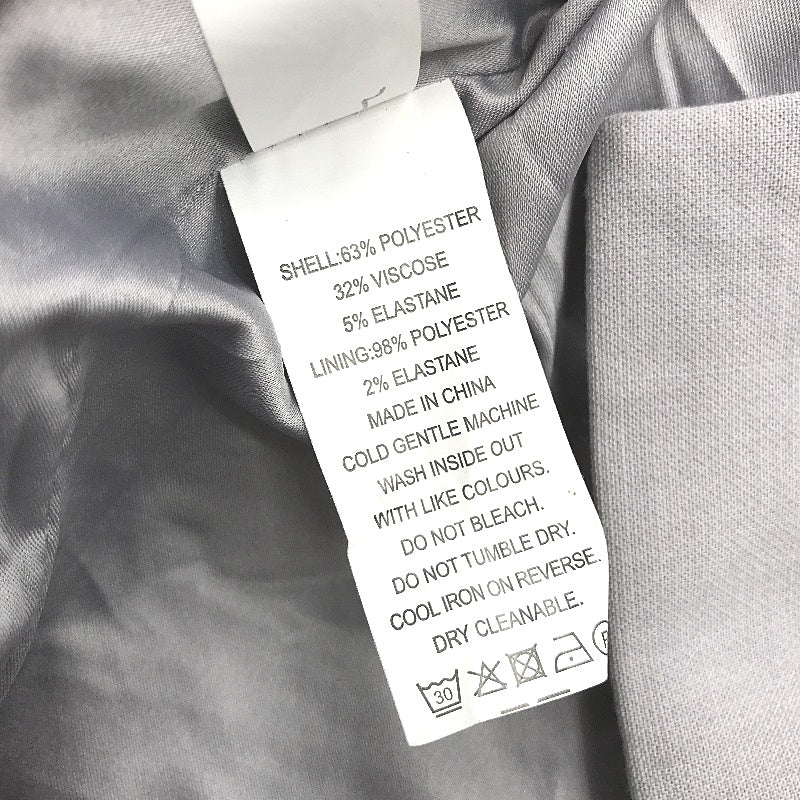 SHELL:63% POLYESTER
32% VISCOSE
5% ELASTANE
LINING:98% POLYESTER
2% ELASTANE
MADE IN CHINA
COLD GENTLE MACHINE
WASH INSIDE OUT
WITH LIKE COLOURS.
DO NOT BLEACH.
DO NOT TUMBLE DRY.
COOL IRON ON REVERSE.
DRY CLEANABLE.
30